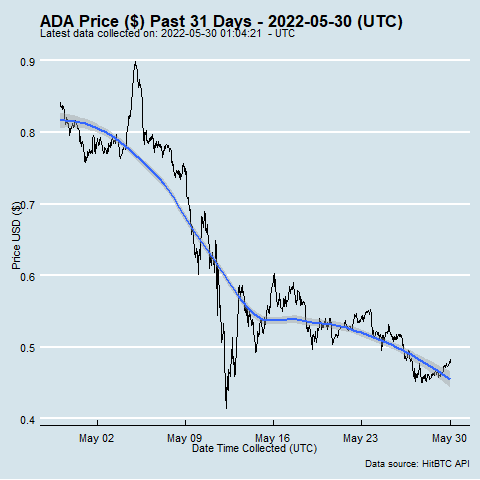 ADA Price ($) Past 31 Days - 2022-05-30 (UTC)
Latest data collected on: 2022-05-30 01:04:21 - UTC
0.9
0.8
0.7
0.6
0.5
0.4
Price USD ($)
May 02
May 09
May 16
May 23
May 30
Date Time Collected (UTC)
Data source: HitBTC API